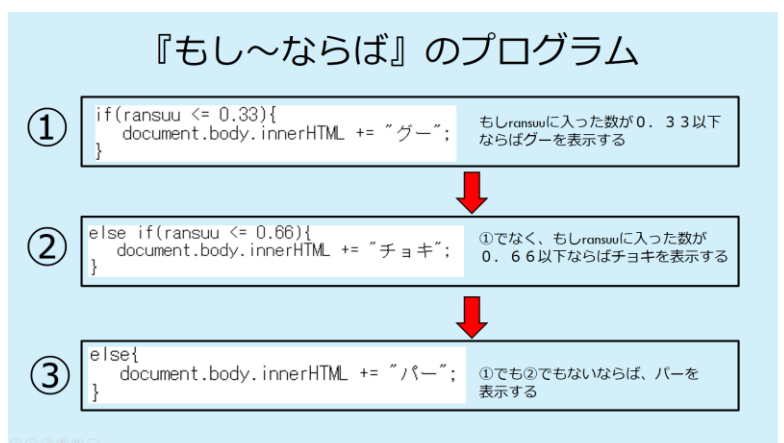 『もし～ならば』のプログラム
①
if(ransuu <= 0.33){
document.body.innerHTML += "グー";
}
もしransuuに入った数が０．３３以下
ならばグーを表示する
②
else if(ransuu <= 0.66){
document.body.innerHTML += "チョキ";
}
①でなく、もしransuuに入った数が
０．６６以下ならばチョキを表示する
③
else{
document.body.innerHTML += "パー";
}
①でも②でもないならば、パーを
表示する